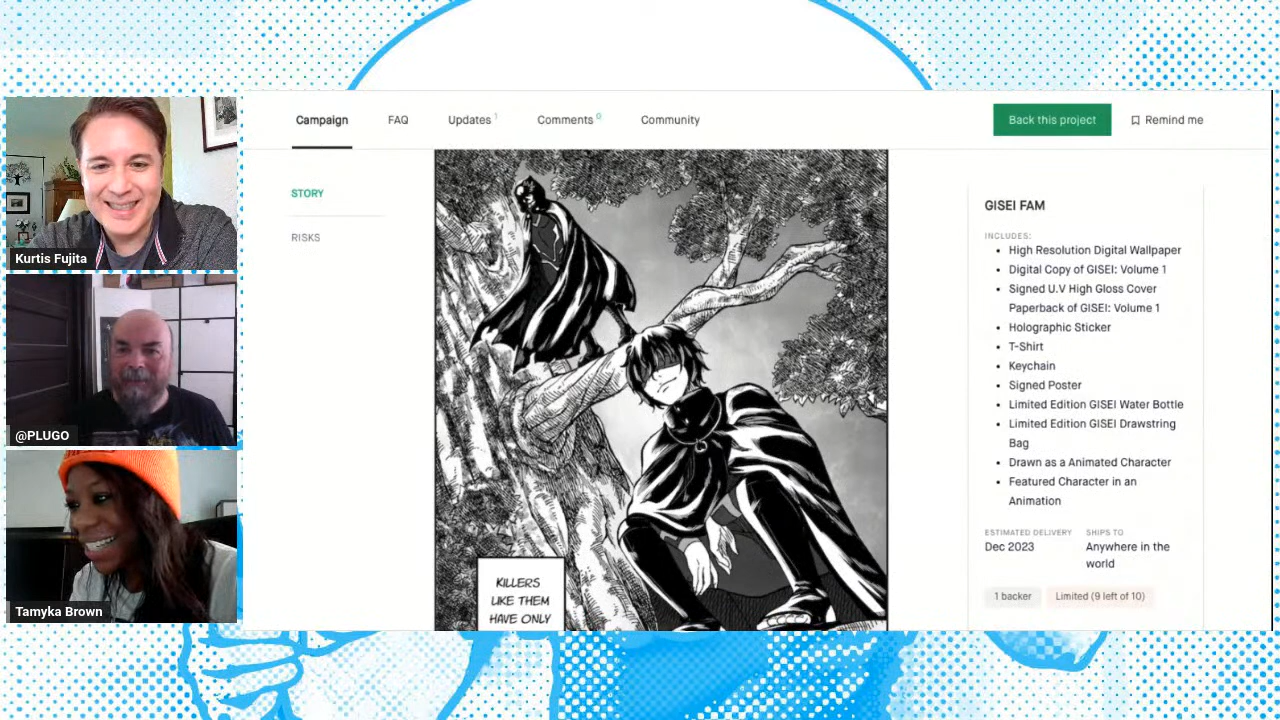 Campaign
FAQ
Updates 1
Comments 0
Community
Back this project
Remind me
STORY
RISKS
KILLERS
LIKE THEM
HAVE ONLY
GISEI FAM
INCLUDES:
High Resolution Digital Wallpaper
Digital Copy of GISEI: Volume 1
Signed U.V High Gloss Cover
Paperback of GISEI: Volume 1
Holographic Sticker
T-Shirt
Keychain
Signed Poster
Limited Edition GISEI Water Bottle
Limited Edition GISEI Drawstring
Bag
Drawn as a Animated Character
Featured Character in an
Animation
ESTIMATED DELIVERY
Dec 2023
SHIPS TO
Anywhere in the
world
1 backer
Limited (9 left of 10)
Kurtis Fujita
@PLUGO
Tamyka Brown